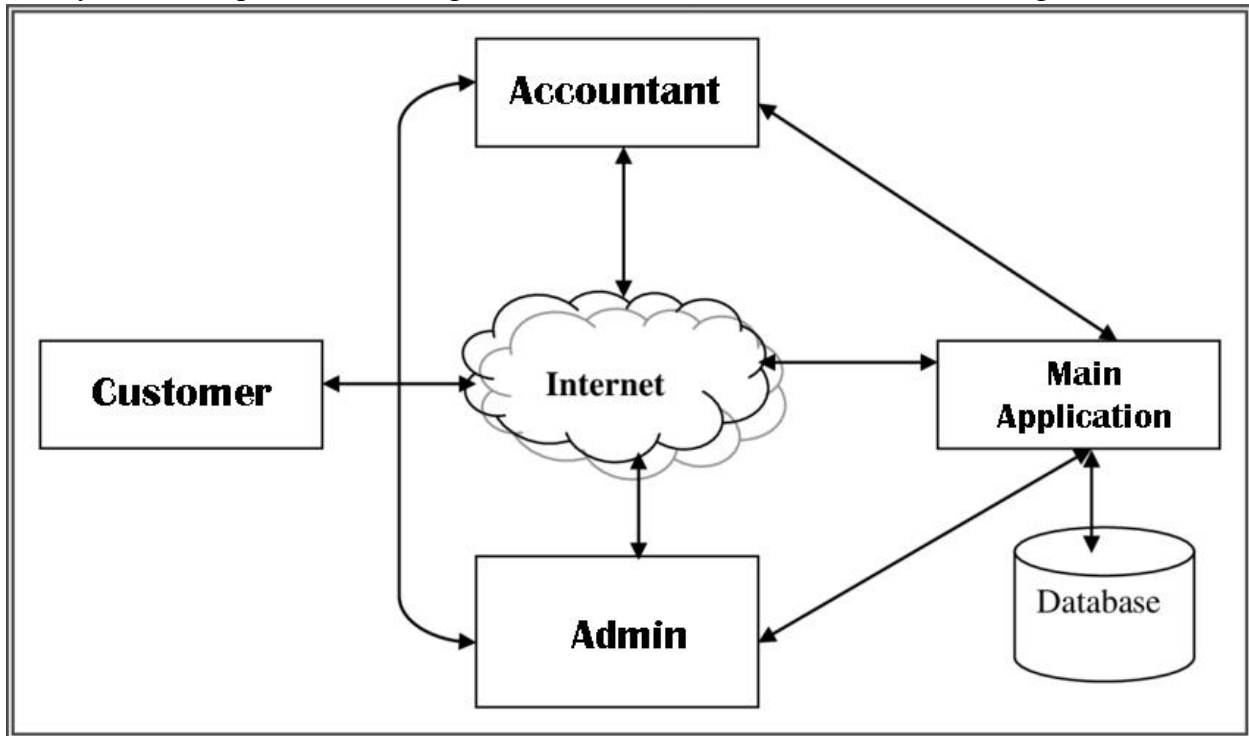 Accountant
Customer
Internet
Main
Application
Admin
Database